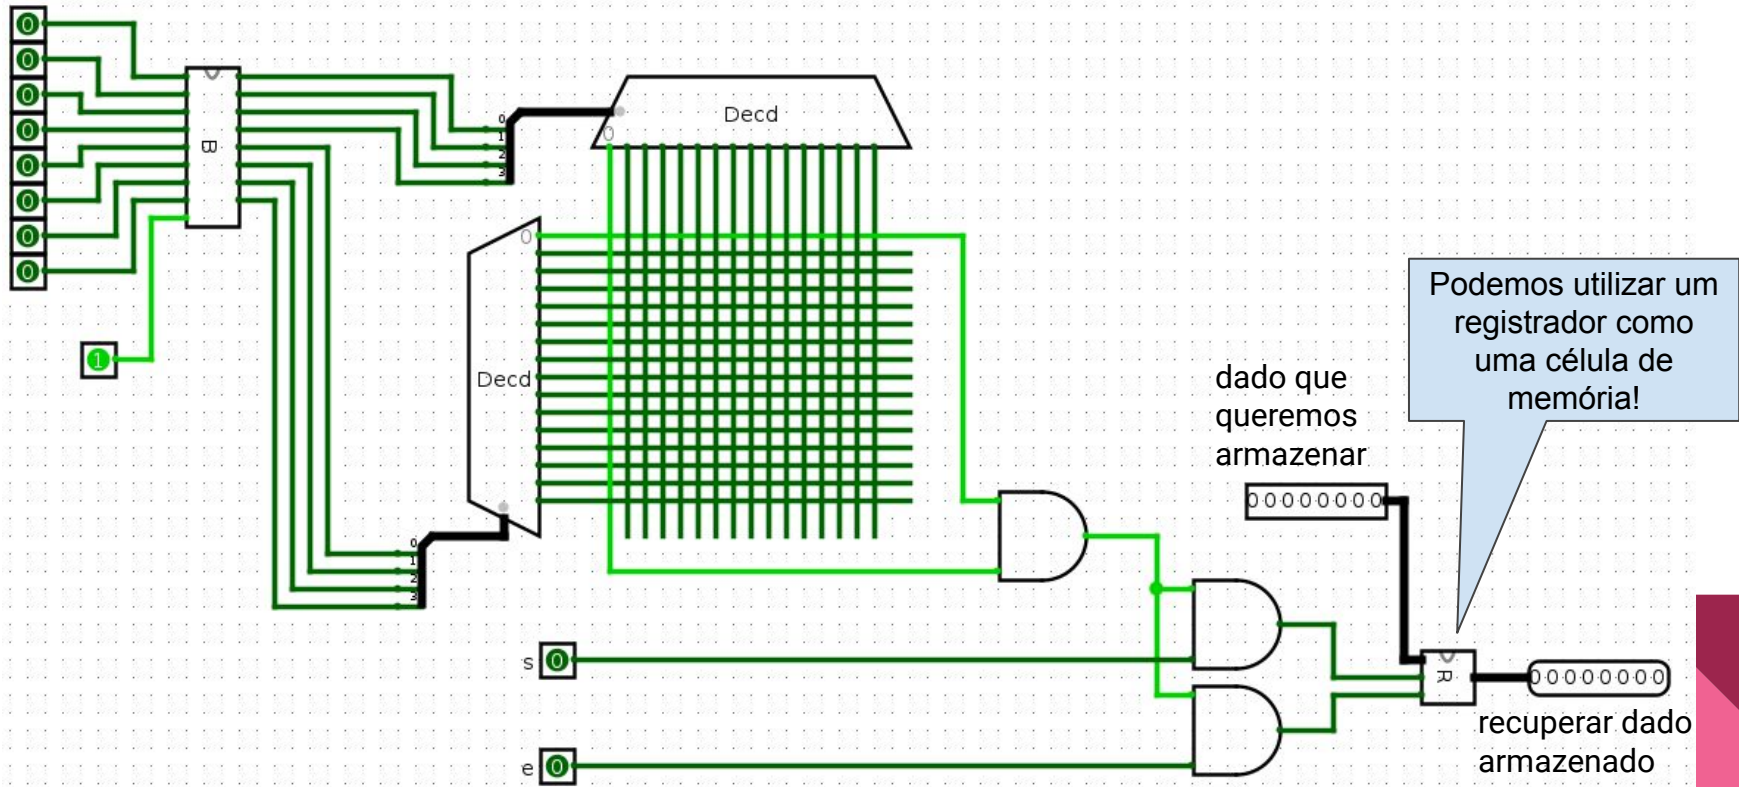 0
0
0
0
0
0
0
0
1
B
0
1
2
3
Decd
0
0
Decd
0
1
2
3
s 0
e 0
dado que
queremos
armazenar
00000000
Podemos utilizar um
registrador como
uma célula de
memória!
R
00000000
recuperar dado
armazenado